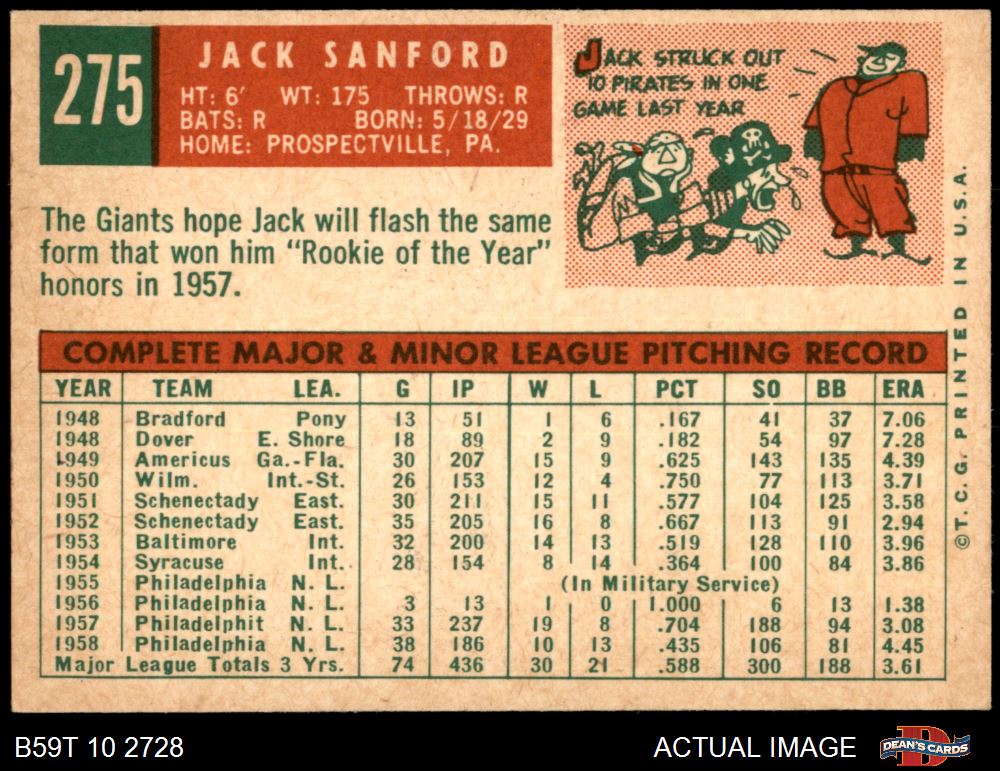 275
JACK SANFORD
HT: 6' WT: 175 THROWS: R
BATS: R BORN: 5/18/29
HOME: PROSPECTVILLE, PA.
JACK STRUCK OUT
10 PIRATES IN ONE
GAME LAST YEAR
The Giants hope Jack will flash the same
form that won him "Rookie of the Year"
honors in 1957.
COMPLETE MAJOR & MINOR LEAGUE PITCHING RECORD
YEAR TEAM LEA. G IP W L PCT SO BB ERA
1948 Bradford Pony 13 51 1 6 .167 41 37 7.06
1948 Dover E. Shore 18 89 2 9 .182 54 97 7.28
1949 Americus Ga.-Fla. 30 207 15 9 .625 143 135 4.39
1950 Wilm. Int.-St. 26 153 12 4 .750 77 113 3.71
1951 Schenectady East. 30 211 15 11 .577 104 125 3.58
1952 Schenectady East. 35 205 16 8 .667 113 91 2.94
1953 Baltimore Int. 32 200 14 13 .519 128 110 3.96
1954 Syracuse Int. 28 154 8 14 .364 100 84 3.86
1955 Philadelphia N. L. (In Military Service)
1956 Philadelphia N. L. 3 13 1 0 1.000 6 13 1.38
1957 Philadelphit N. L. 33 237 19 8 .704 188 94 3.08
1958 Philadelphia N. L. 38 186 10 13 .435 106 81 4.45
Major League Totals 3 Yrs. 74 436 30 21 .588 300 188 3.61
©T.C.G. PRINTED IN U.S.A.
B59T 10 2728
ACTUAL IMAGE
DEAN'S CARDS